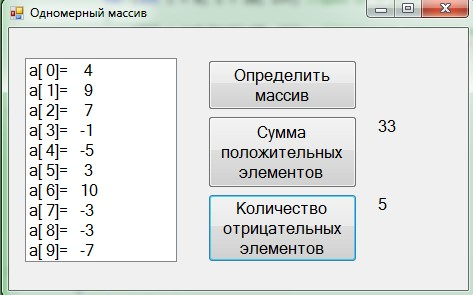 Одномерный массив
a[ 0]= 4
a[ 1]= 9
a[ 2]= 7
a[ 3]= -1
a[ 4]= -5
a[ 5]= 3
a[ 6]= 10
a[ 7]= -3
a[ 8]= -3
a[ 9]= -7
Определить
массив
Сумма
положительных
элементов
33
Количество
отрицательных
элементов
5